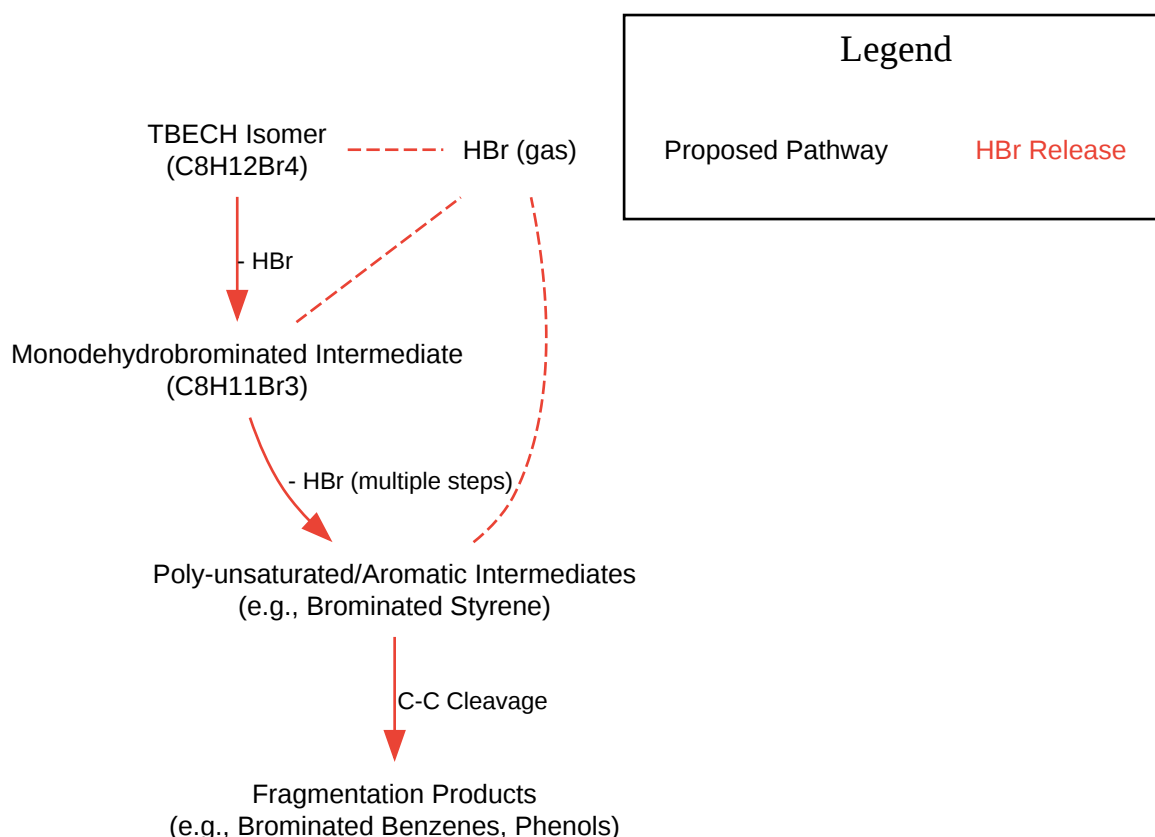 Legend
TBECH Isomer
(C8H12Br4)
HBr (gas)
Proposed Pathway
HBr Release
- HBr
Monodehydrobrominated Intermediate
(C8H11Br3)
- HBr (multiple steps)
Poly-unsaturated/Aromatic Intermediates
(e.g., Brominated Styrene)
C-C Cleavage
Fragmentation Products
(e.g., Brominated Benzenes, Phenols)